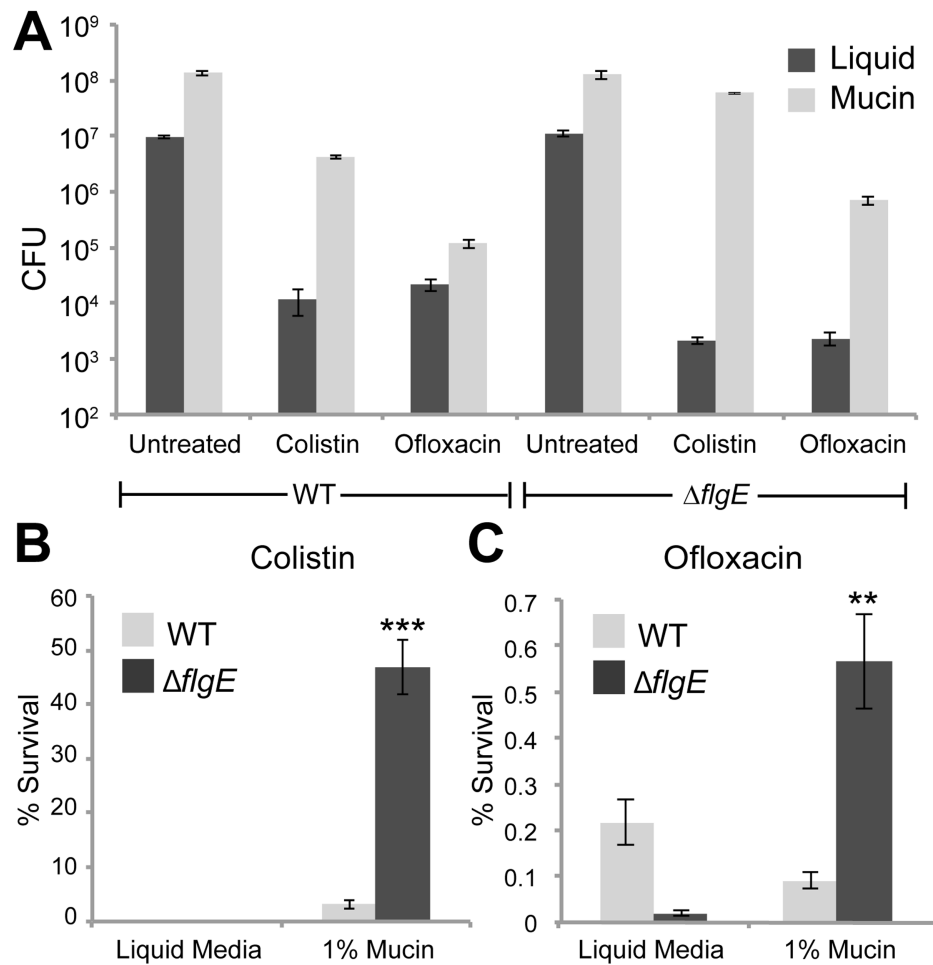 A
10⁹
10⁸
10⁷
10⁶
10⁵
10⁴
10³
10²
CFU
Liquid
Mucin
Untreated Colistin Ofloxacin Untreated Colistin Ofloxacin
WT ΔflgE
B
Colistin
60
50
40
30
20
10
0
% Survival
WT
ΔflgE
***
Liquid Media 1% Mucin
C
Ofloxacin
0.7
0.6
0.5
0.4
0.3
0.2
0.1
0
% Survival
WT
ΔflgE
**
Liquid Media 1% Mucin